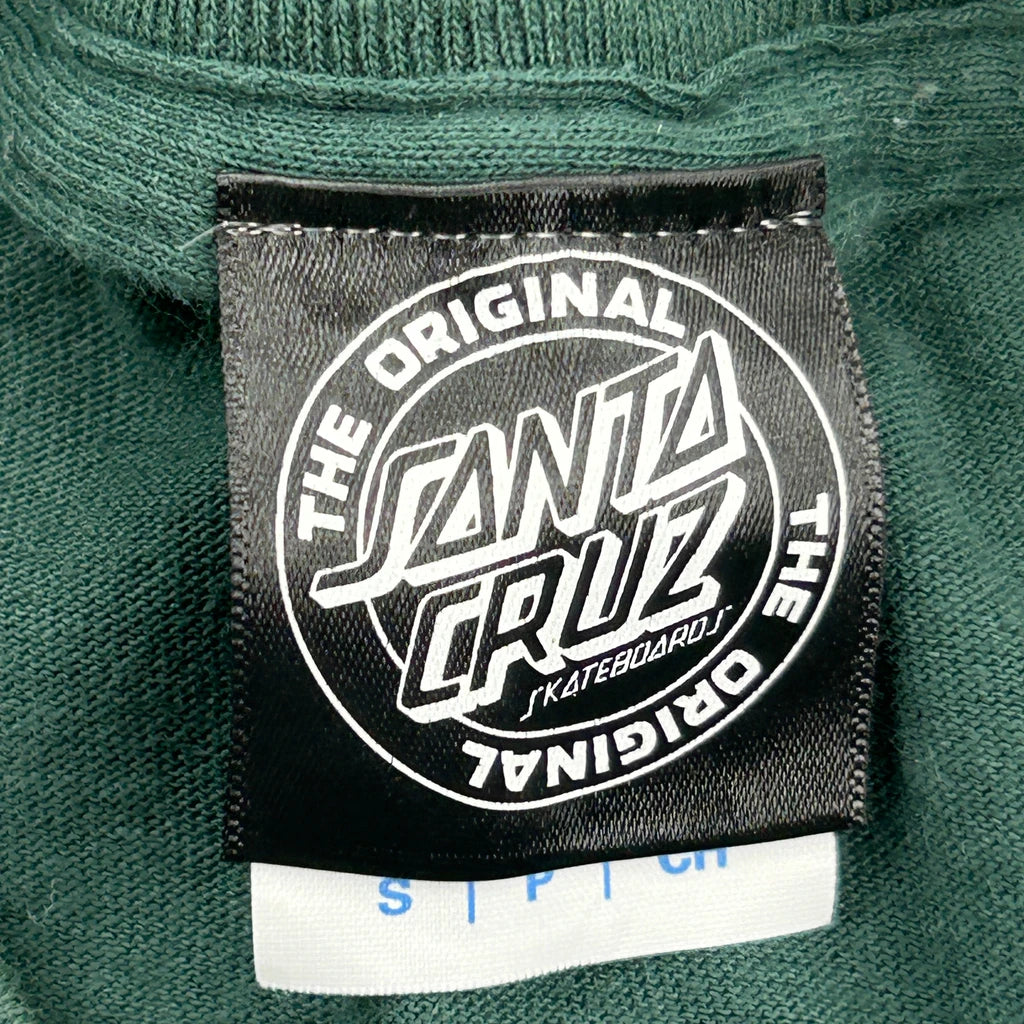 THE ORIGINAL
SANTA
CRUZ
SKATEBOARDS
THE ORIGINAL
S | P | CH